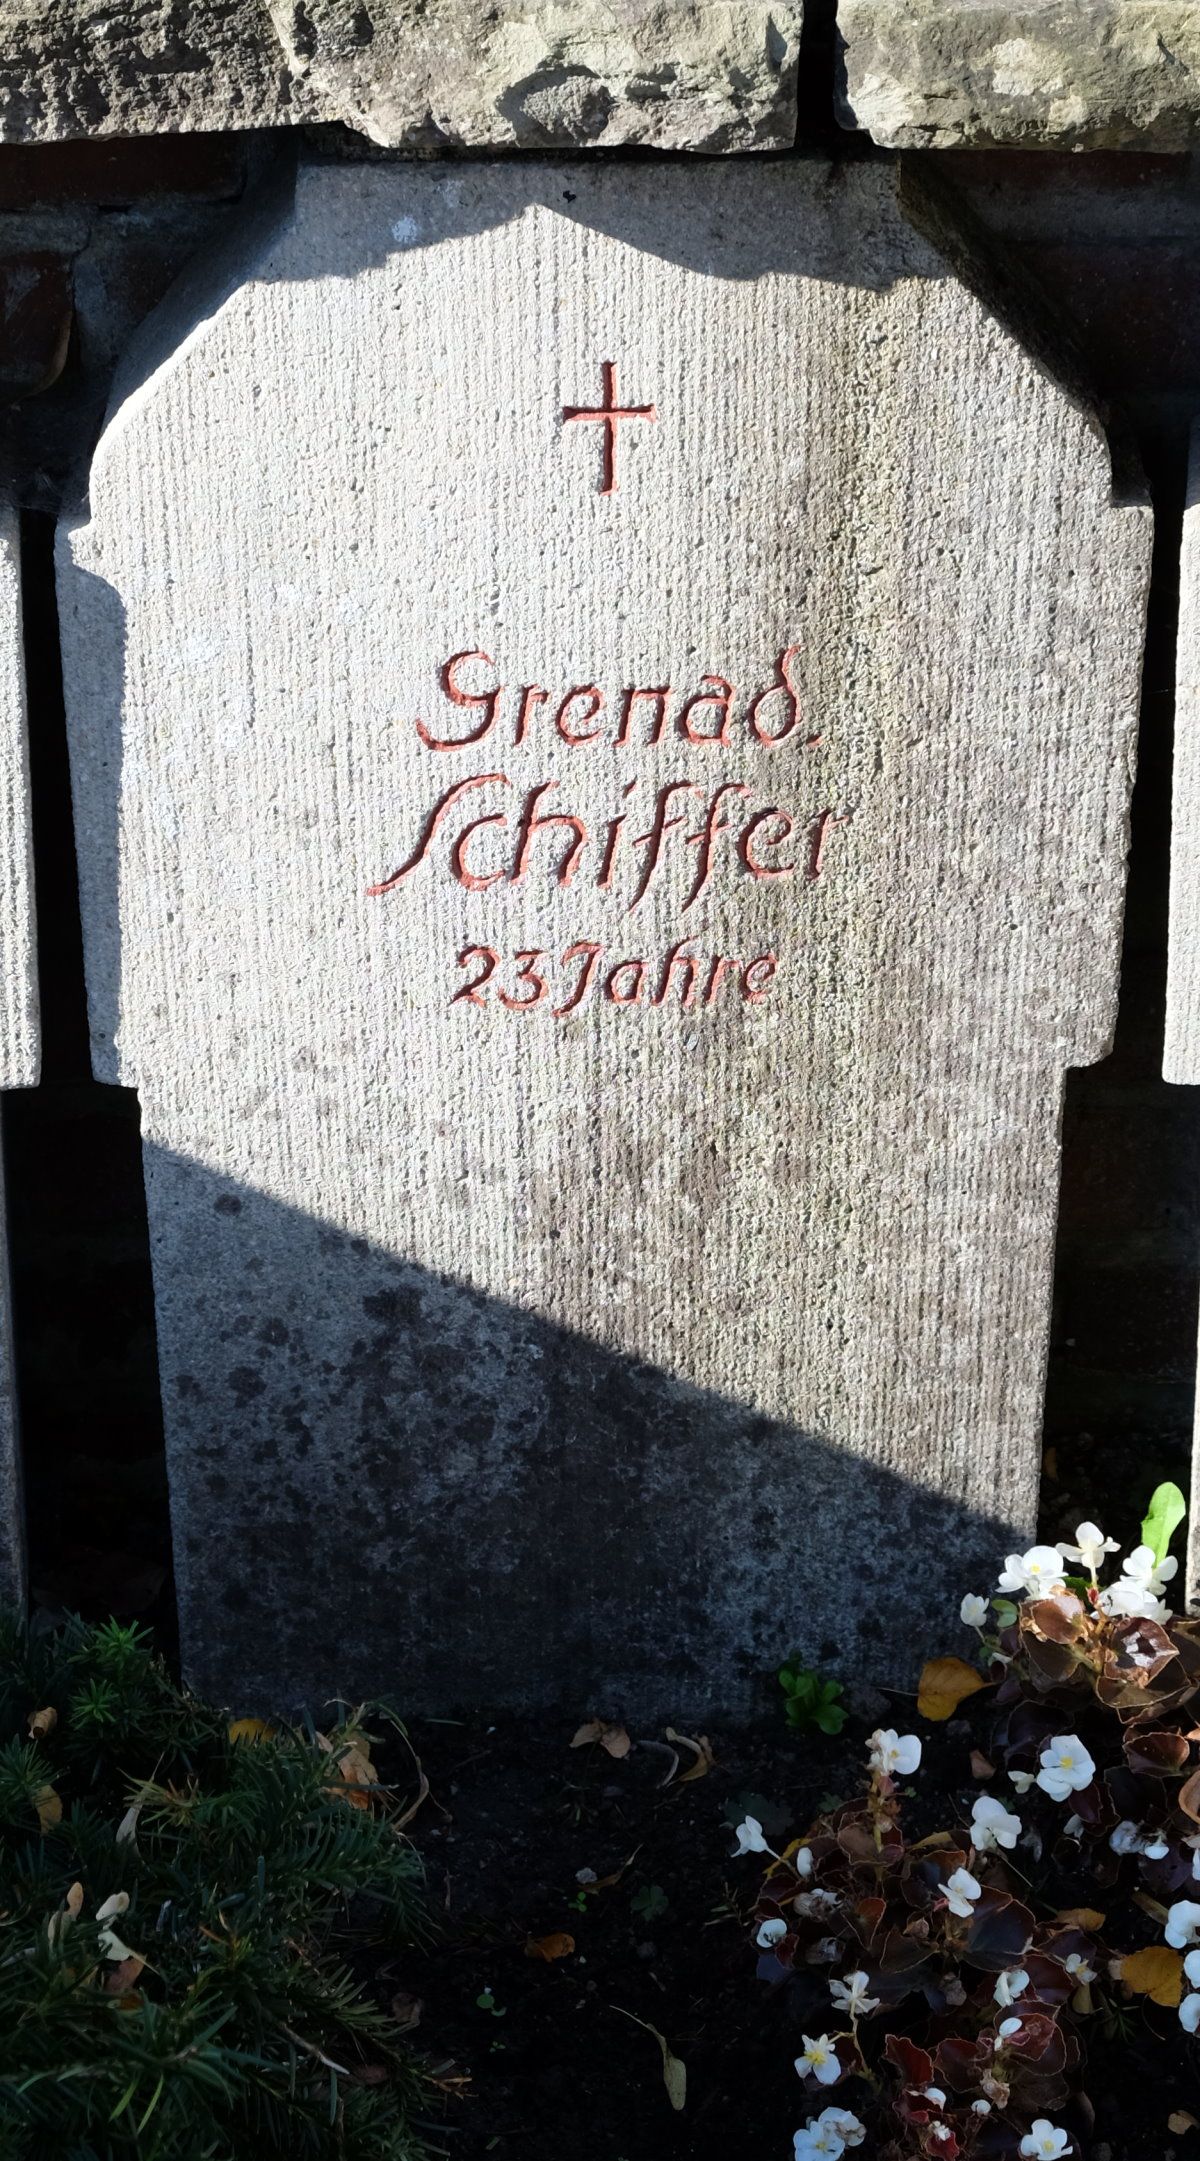 Grenad.
Schiffer
23 Jahre